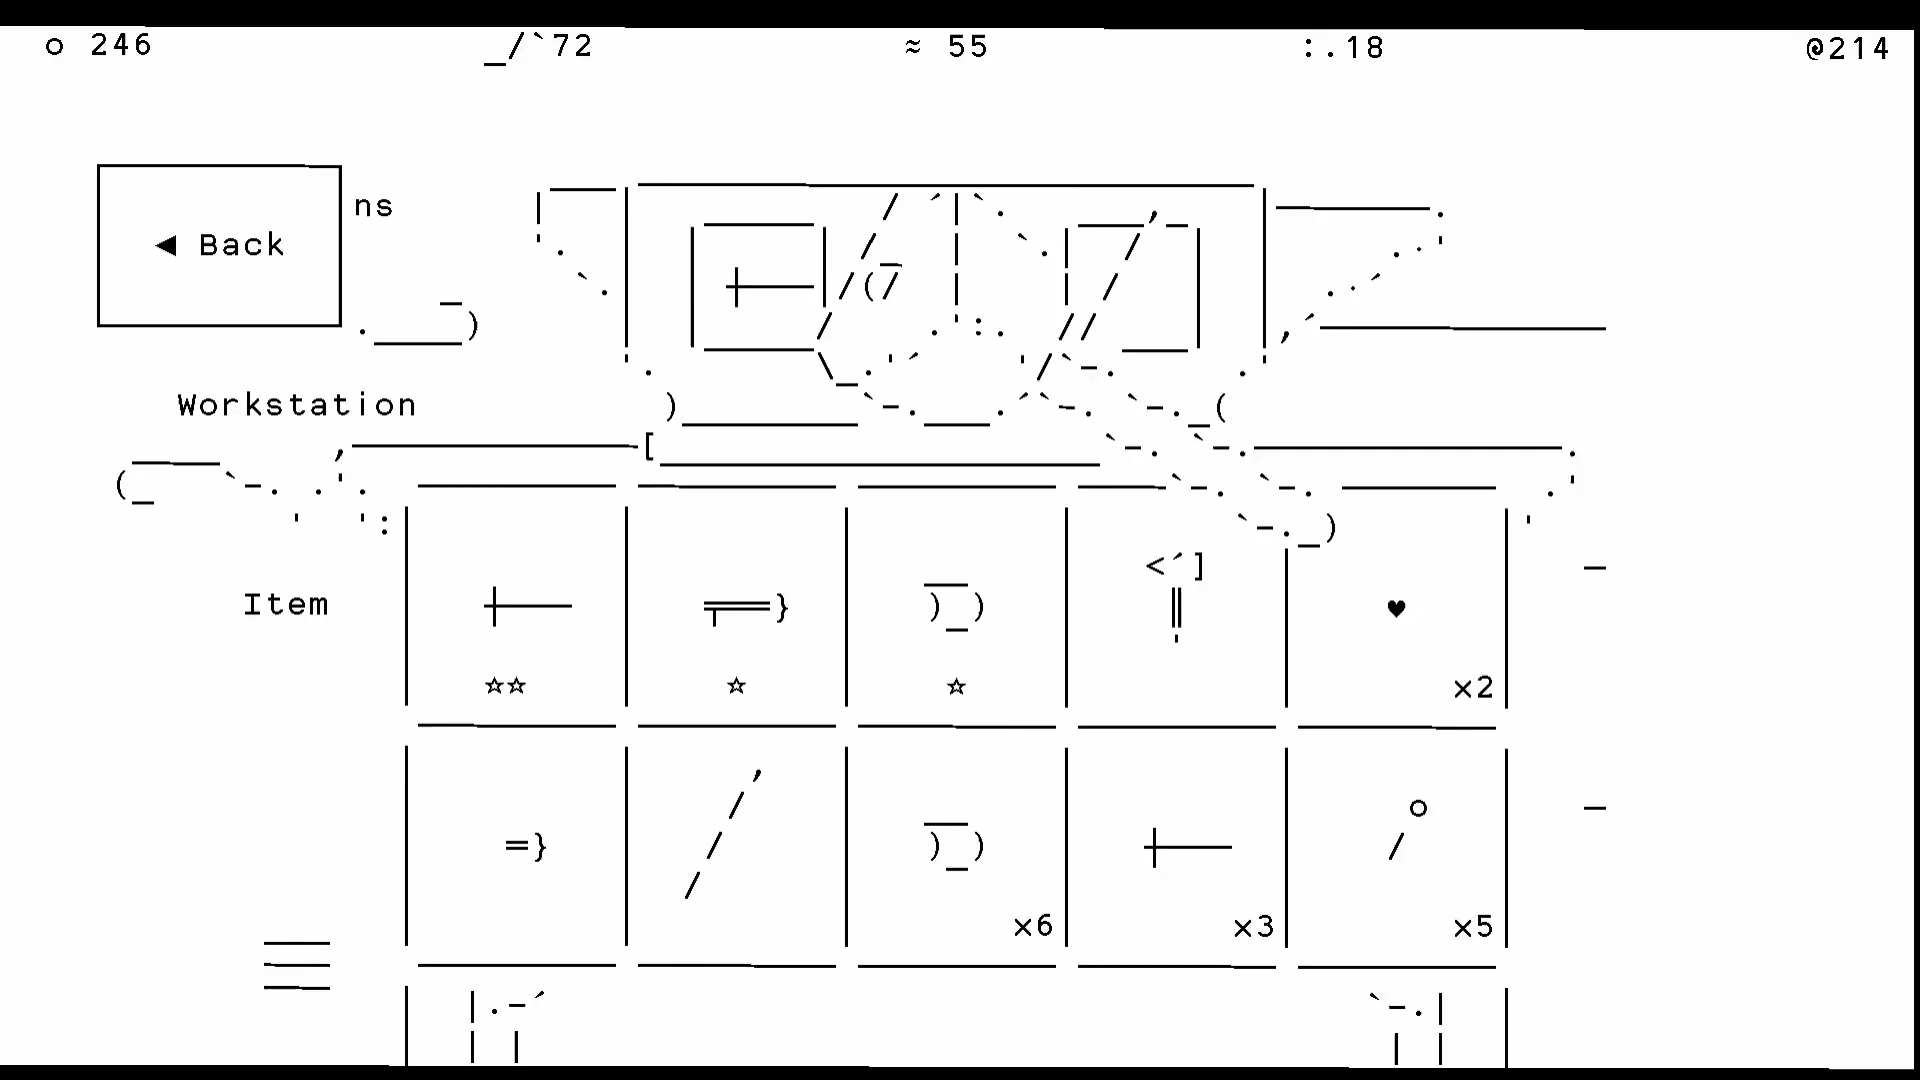 o 246 _/`72 ≈ 55 :.18 @214
ns
◀ Back
Workstation
Item
☆☆ ☆ ☆ ×2
×6 ×3 ×5